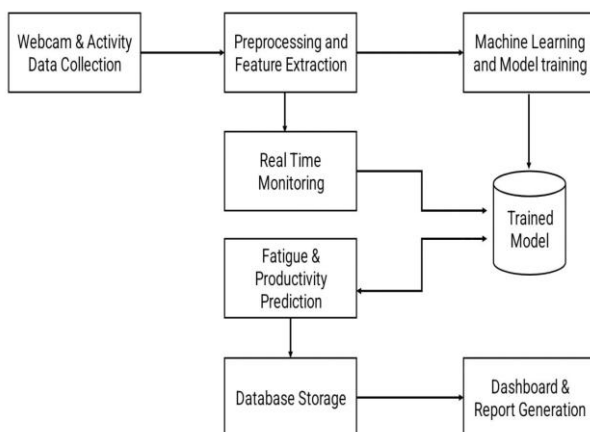 Webcam & Activity
Data Collection
Preprocessing and
Feature Extraction
Machine Learning
and Model training
Real Time
Monitoring
Trained
Model
Fatigue &
Productivity
Prediction
Database Storage
Dashboard &
Report Generation